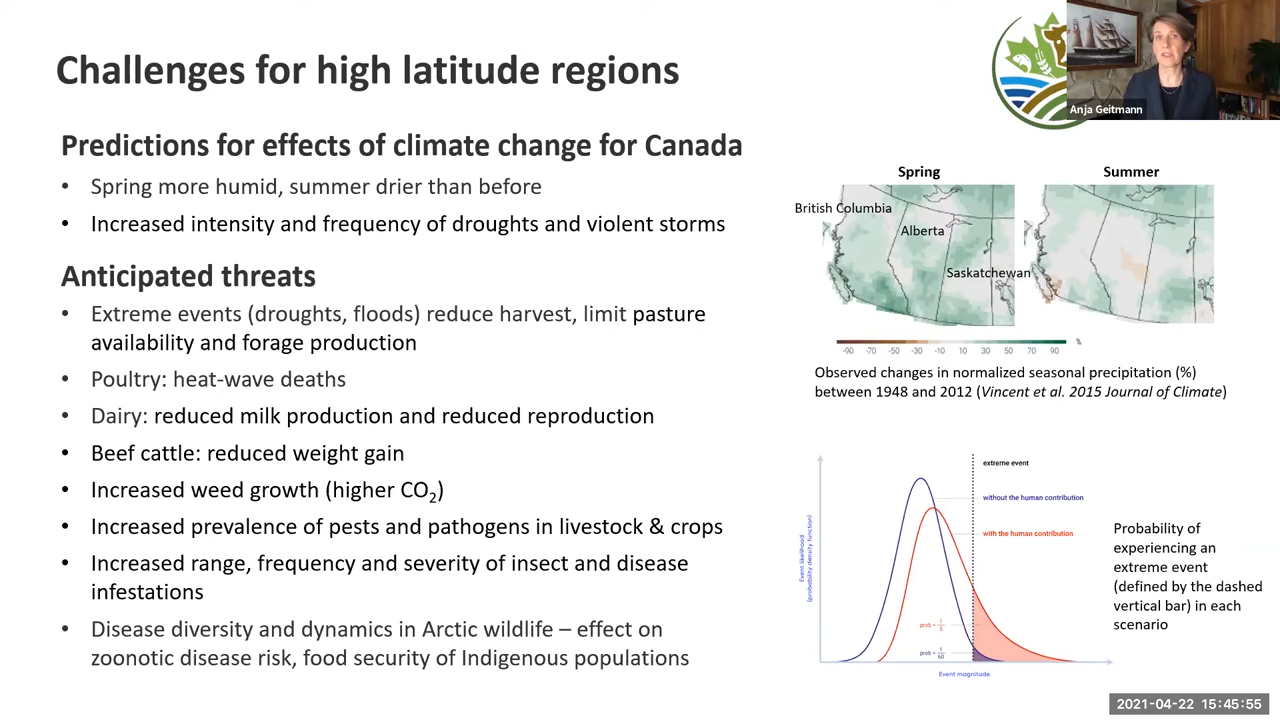 Challenges for high latitude regions
Anja Geitmann
Predictions for effects of climate change for Canada
• Spring more humid, summer drier than before
• Increased intensity and frequency of droughts and violent storms
Anticipated threats
• Extreme events (droughts, floods) reduce harvest, limit pasture
availability and forage production
• Poultry: heat-wave deaths
• Dairy: reduced milk production and reduced reproduction
• Beef cattle: reduced weight gain
• Increased weed growth (higher CO₂)
• Increased prevalence of pests and pathogens in livestock & crops
• Increased range, frequency and severity of insect and disease
infestations
• Disease diversity and dynamics in Arctic wildlife – effect on
zoonotic disease risk, food security of Indigenous populations
Spring Summer
British Columbia
Alberta
Saskatchewan
-90 -70 -50 -30 -10 10 30 50 70 90 %
Observed changes in normalized seasonal precipitation (%)
between 1948 and 2012 (Vincent et al. 2015 Journal of Climate)
extreme event
without the human contribution
with the human contribution
Event likelihood
(probability density function)
prob = 1/60
Event magnitude
Probability of
experiencing an
extreme event
(defined by the dashed
vertical bar) in each
scenario
2021-04-22 15:45:55